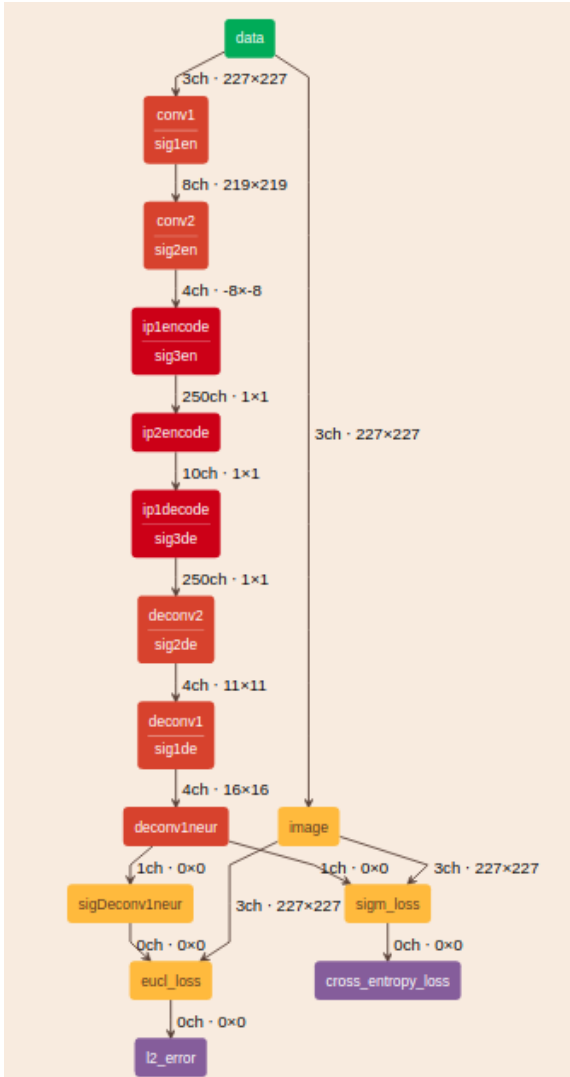 data
3ch · 227×227
conv1
sig1en
8ch · 219×219
conv2
sig2en
4ch · -8×-8
ip1encode
sig3en
250ch · 1×1
ip2encode
3ch · 227×227
10ch · 1×1
ip1decode
sig3de
250ch · 1×1
deconv2
sig2de
4ch · 11×11
deconv1
sig1de
4ch · 16×16
deconv1neur
image
1ch · 0×0
1ch · 0×0
3ch · 227×227
sigDeconv1neur
3ch · 227×227
sigm_loss
0ch · 0×0
0ch · 0×0
eucl_loss
cross_entropy_loss
0ch · 0×0
l2_error